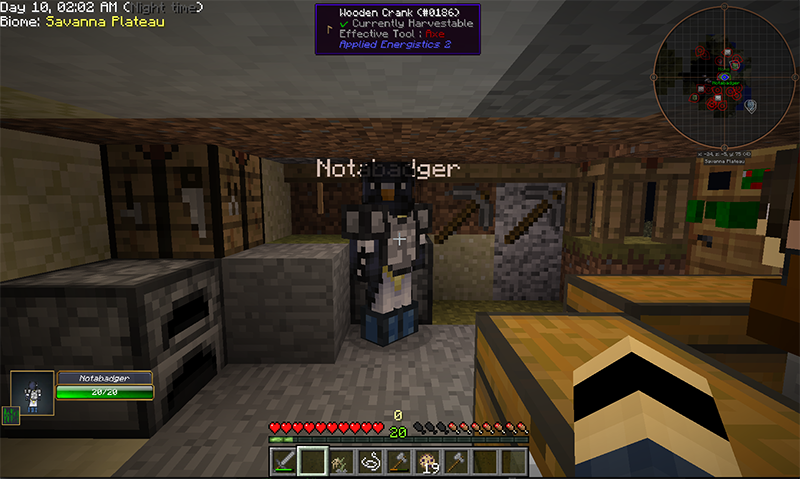 Day 10, 02:02 AM (Night time)
Biome: Savanna Plateau
Wooden Crank (#0186)
✓ Currently Harvestable
Effective Tool : Axe
Applied Energistics 2
Notabadger
Savanna Plateau
Notabadger
Notabadger
20/20
0
20
19